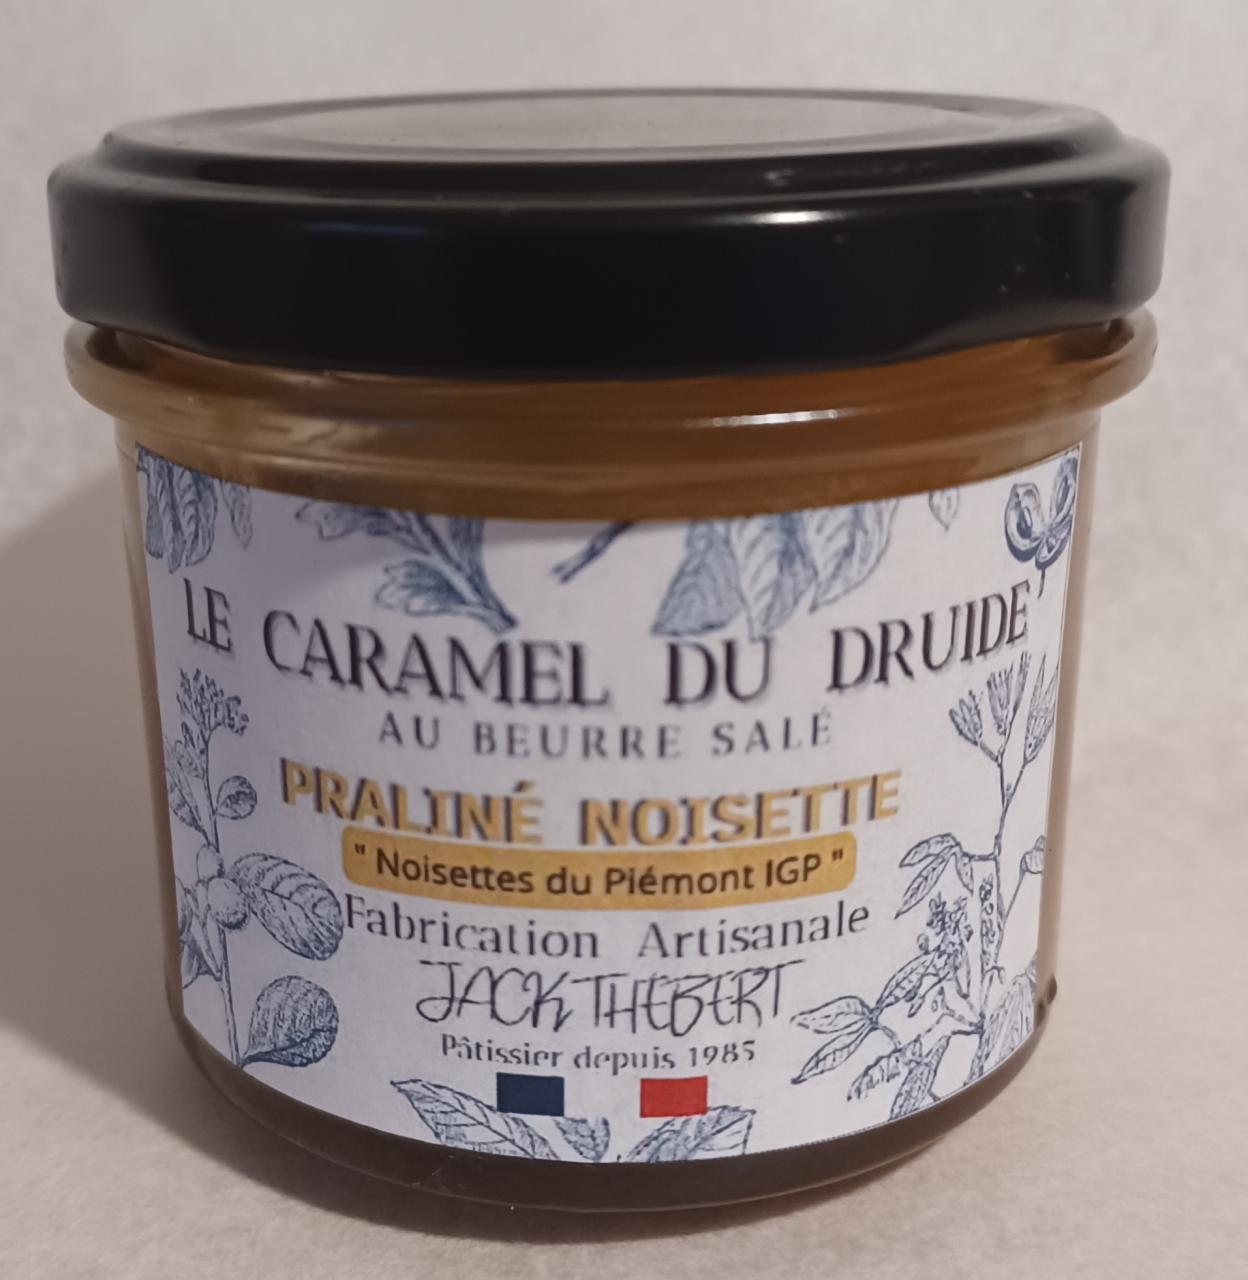 LE CARAMEL DU DRUIDE
AU BEURRE SALÉ
PRALINÉ NOISETTE
" Noisettes du Piémont IGP "
Fabrication Artisanale
JACK THEBERT
Pâtissier depuis 1985